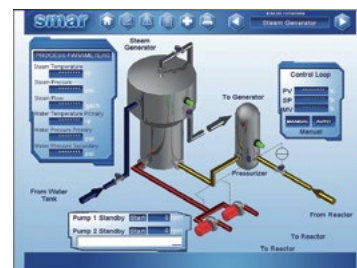 smar
Steam Generator
Steam
Generator
PROCESS PARAMETERS
Steam Temperature
Steam Pressure
Steam Flow
Water Temperature Primary
Water Pressure Primary
Water Pressure Secondary
Control Loop
PV
SP
MV
MANUAL AUTO
Manual
To Generator
Pressurizer
From Water
Tank
From Reactor
Pump 1 Standby Start
Pump 2 Standby Start
To Reactor
To Reactor